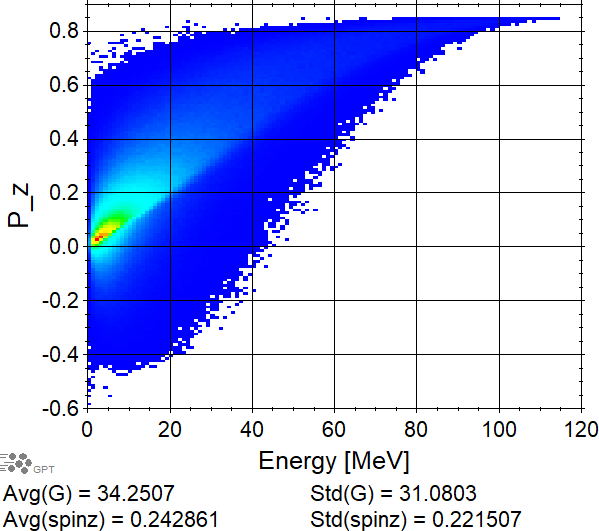 0.8
0.6
0.4
0.2
0.0
-0.2
-0.4
-0.6
P_z
0 20 40 60 80 100 120
Energy [MeV]
GPT
Avg(G) = 34.2507 Std(G) = 31.0803
Avg(spinz) = 0.242861 Std(spinz) = 0.221507